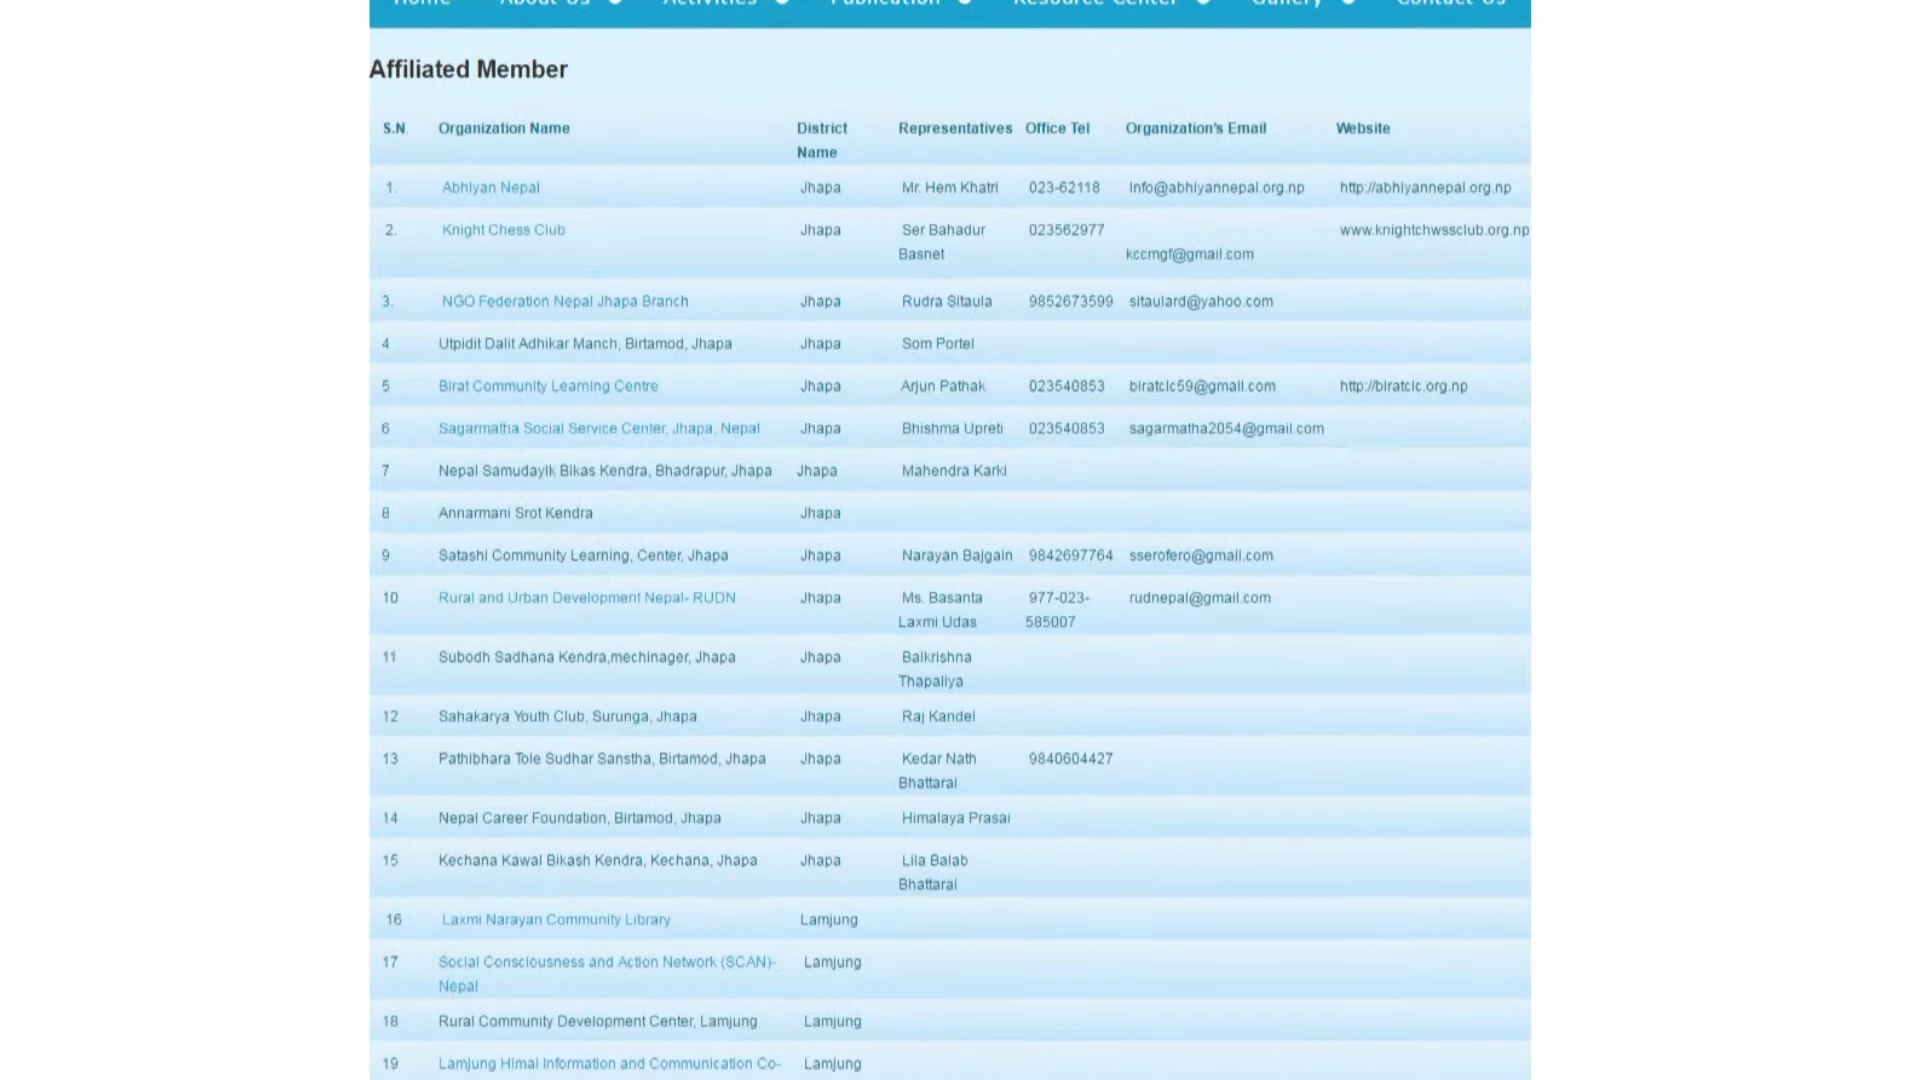 Home About Us Activities Publication Resource Center Gallery Contact Us
Affiliated Member
S.N. Organization Name District Representatives Office Tel Organization's Email Website
Name
1. Abhiyan Nepal Jhapa Mr. Hem Khatri 023-62118 info@abhiyannepal.org.np http://abhiyannepal.org.np
2. Knight Chess Club Jhapa Ser Bahadur 023562977 www.knightchwssclub.org.np
Basnet kccmgf@gmail.com
3. NGO Federation Nepal Jhapa Branch Jhapa Rudra Sitaula 9852673599 sitaulard@yahoo.com
4 Utpidit Dalit Adhikar Manch, Birtamod, Jhapa Jhapa Som Portel
5 Birat Community Learning Centre Jhapa Arjun Pathak 023540853 biratclc59@gmail.com http://biratclc.org.np
6 Sagarmatha Social Service Center, Jhapa, Nepal Jhapa Bhishma Upreti 023540853 sagarmatha2054@gmail.com
7 Nepal Samudayik Bikas Kendra, Bhadrapur, Jhapa Jhapa Mahendra Karki
8 Annarmani Srot Kendra Jhapa
9 Satashi Community Learning, Center, Jhapa Jhapa Narayan Bajgain 9842697764 sserofero@gmail.com
10 Rural and Urban Development Nepal- RUDN Jhapa Ms. Basanta 977-023- rudnepal@gmail.com
Laxmi Udas 585007
11 Subodh Sadhana Kendra,mechinager, Jhapa Jhapa Balkrishna
Thapaliya
12 Sahakarya Youth Club, Surunga, Jhapa Jhapa Raj Kandel
13 Pathibhara Tole Sudhar Sanstha, Birtamod, Jhapa Jhapa Kedar Nath 9840604427
Bhattarai
14 Nepal Career Foundation, Birtamod, Jhapa Jhapa Himalaya Prasai
15 Kechana Kawal Bikash Kendra, Kechana, Jhapa Jhapa Lila Balab
Bhattarai
16 Laxmi Narayan Community Library Lamjung
17 Social Consciousness and Action Network (SCAN)- Lamjung
Nepal
18 Rural Community Development Center, Lamjung Lamjung
19 Lamjung Himal Information and Communication Co- Lamjung